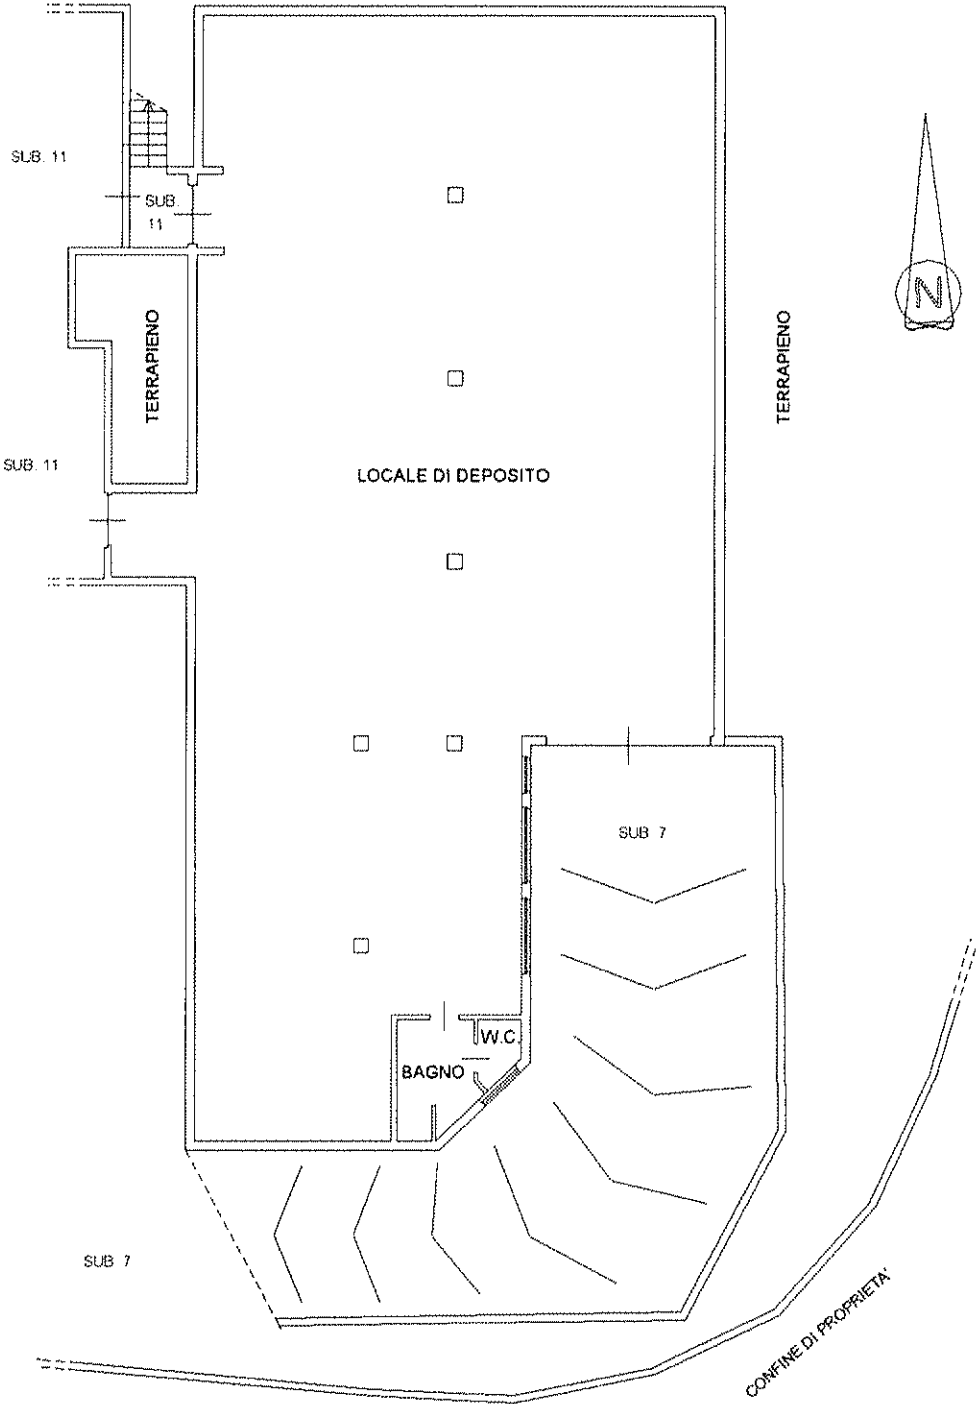 SUB. 11
SUB.
11
N
TERRAPIENO
TERRAPIENO
SUB. 11
LOCALE DI DEPOSITO
SUB 7
W.C.
BAGNO
SUB 7
CONFINE DI PROPRIETA'